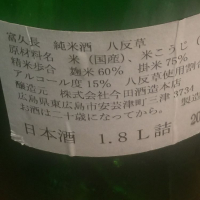 富久長 純米酒 八反草
原材料名 米(国産)、米こうじ(
精米歩合 麹米60% 掛米75%
アルコール度15% 八反草使用割
醸造元 株式会社今田酒造本店
広島県東広島市安芸津町三津3734
お酒は二十歳になってから。 製造
日本酒 1.8L詰 20